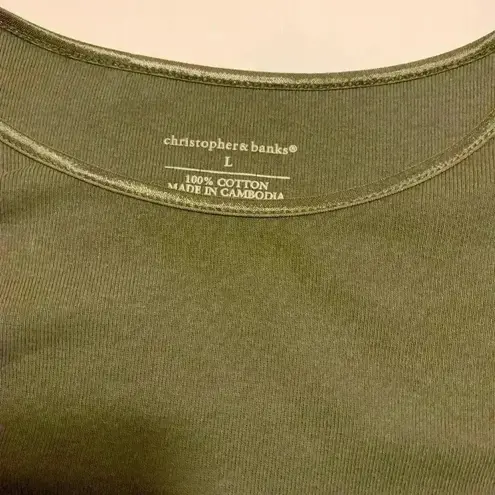 christopher & banks®
L
100% COTTON
MADE IN CAMBODIA